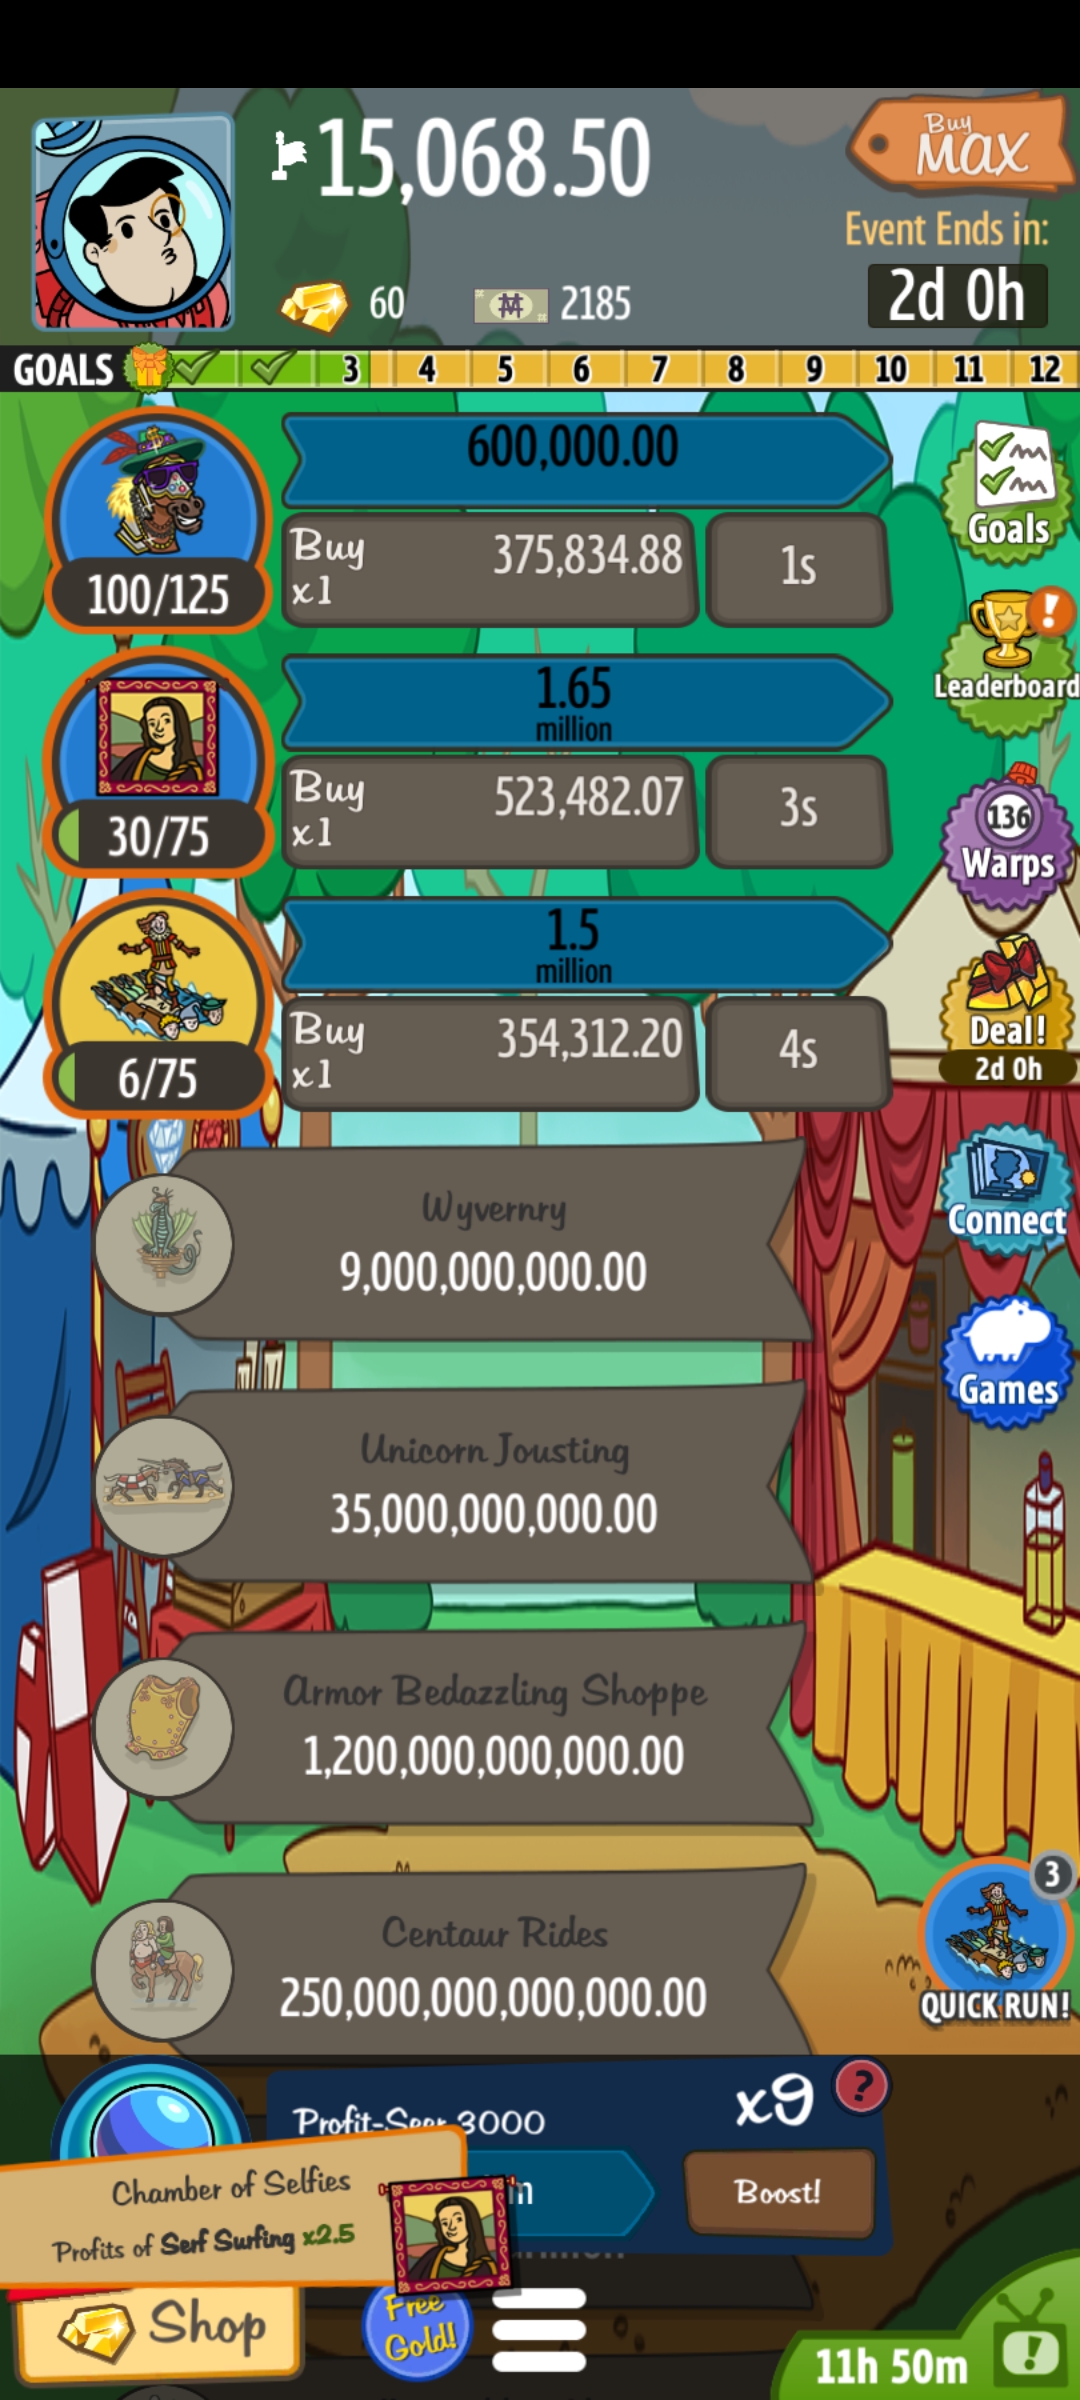 15,068.50
Buy
MAX
60
2185
Event Ends in:
2d 0h
GOALS 3 4 5 6 7 8 9 10 11 12
600,000.00
100/125
Buy
x1
375,834.88
1s
Goals
1.65
million
30/75
Buy
x1
523,482.07
3s
!
Leaderboard
136
Warps
1.5
million
6/75
Buy
x1
354,312.20
4s
Deal!
2d 0h
Wyvernry
9,000,000,000.00
Connect
Unicorn Jousting
35,000,000,000.00
Games
Armor Bedazzling Shoppe
1,200,000,000,000.00
Centaur Rides
250,000,000,000,000.00
3
QUICK RUN!
Profit-Seer 3000
x9
?
m
Boost!
Chamber of Selfies
Profits of Serf Surfing x2.5
Shop
Free
Gold!
11h 50m
!